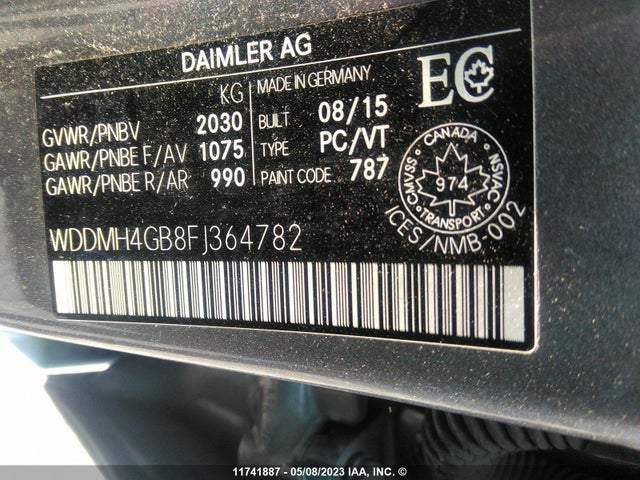 DAIMLER AG
KG
MADE IN GERMANY
EC
GVWR/PNBV 2030 BUILT 08/15
GAWR/PNBE F/AV 1075 TYPE PC/VT
GAWR/PNBE R/AR 990 PAINT CODE 787
CANADA
CMVSS 974 NSVAC
TRANSPORT
ICES/NMB-002
WDDMH4GB8FJ364782
11741887 - 05/08/2023 IAA, INC. ©